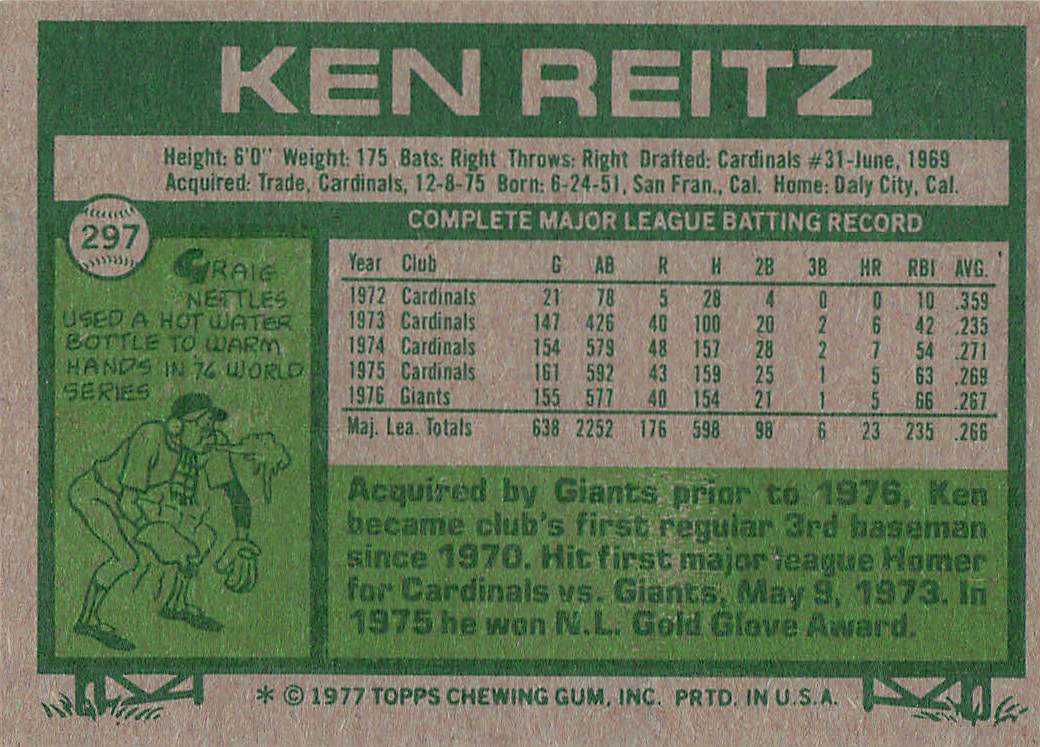 KEN REITZ
Height: 6'0" Weight: 175 Bats: Right Throws: Right Drafted: Cardinals #31-June, 1969
Acquired: Trade, Cardinals, 12-8-75 Born: 6-24-51, San Fran., Cal. Home: Daly City, Cal.
297
GRAIG
NETTLES
USED A HOT WATER
BOTTLE TO WARM
HANDS IN 76 WORLD
SERIES
COMPLETE MAJOR LEAGUE BATTING RECORD
Year Club G AB R H 2B 3B HR RBI AVG.
1972 Cardinals 21 78 5 28 4 0 0 10 .359
1973 Cardinals 147 426 40 100 20 2 6 42 .235
1974 Cardinals 154 579 48 157 28 2 7 54 .271
1975 Cardinals 161 592 43 159 25 1 5 63 .269
1976 Giants 155 577 40 154 21 1 5 66 .267
Maj. Lea. Totals 638 2252 176 598 98 6 23 235 .266
Acquired by Giants prior to 1976, Ken
became club's first regular 3rd baseman
since 1970. Hit first major league Homer
for Cardinals vs. Giants, May 9, 1973. In
1975 he won N.L. Gold Glove Award.
* © 1977 TOPPS CHEWING GUM, INC. PRTD. IN U.S.A.